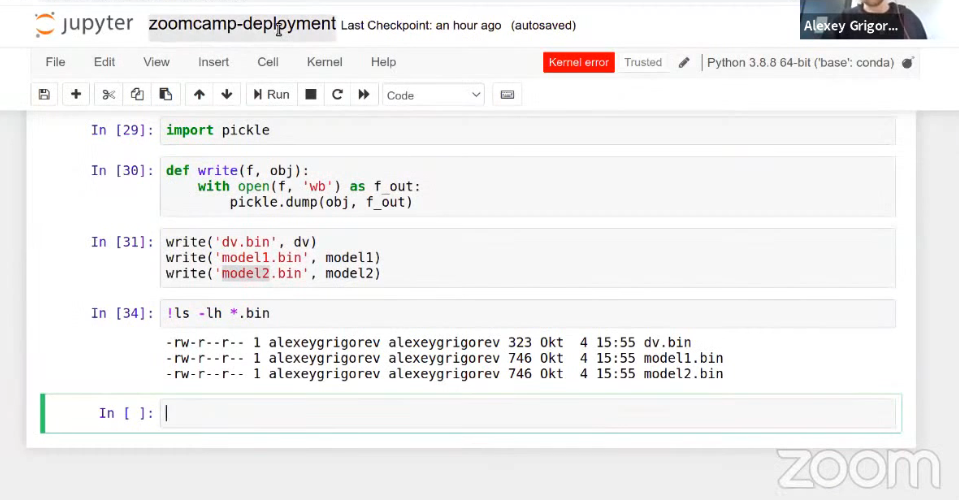 jupyter zoomcamp-deployment Last Checkpoint: an hour ago (autosaved)
Alexey Grigor...
File Edit View Insert Cell Kernel Help Kernel error Trusted Python 3.8.8 64-bit ('base': conda)
Run Code
In [29]: import pickle
In [30]: def write(f, obj):
with open(f, 'wb') as f_out:
pickle.dump(obj, f_out)
In [31]: write('dv.bin', dv)
write('model1.bin', model1)
write('model2.bin', model2)
In [34]: !ls -lh *.bin
-rw-r--r-- 1 alexeygrigorev alexeygrigorev 323 Okt  4 15:55 dv.bin
-rw-r--r-- 1 alexeygrigorev alexeygrigorev 746 Okt  4 15:55 model1.bin
-rw-r--r-- 1 alexeygrigorev alexeygrigorev 746 Okt  4 15:55 model2.bin
In [ ]:
zoom